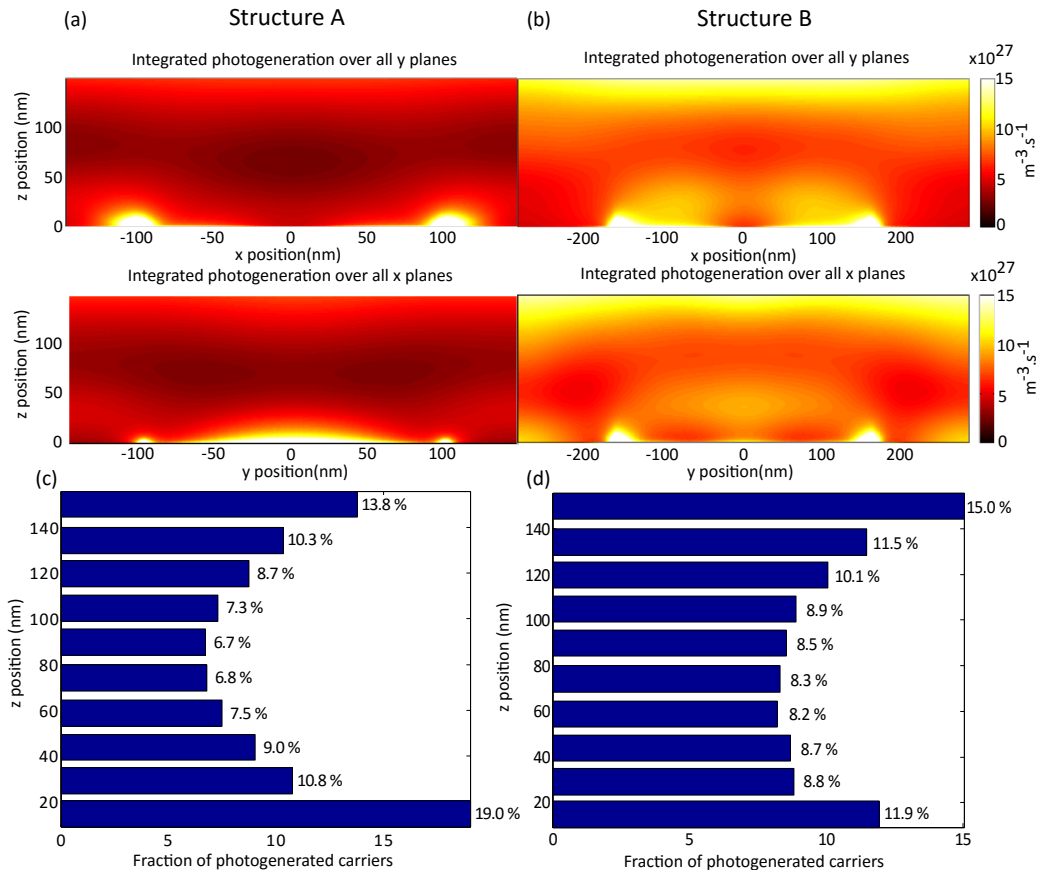 (a) Structure A
(b) Structure B
Integrated photogeneration over all y planes
Integrated photogeneration over all y planes
x10^27
z position (nm)
100
50
0
-100 -50 0 50 100
x position(nm)
-200 -100 0 100 200
x position(nm)
15
10
5
0
m^-3.s^-1
Integrated photogeneration over all x planes
Integrated photogeneration over all x planes
x10^27
z position (nm)
100
50
0
-100 -50 0 50 100
y position(nm)
-200 -100 0 100 200
y position(nm)
15
10
5
0
m^-3.s^-1
(c)
z position (nm)
140
120
100
80
60
40
20
13.8 %
10.3 %
8.7 %
7.3 %
6.7 %
6.8 %
7.5 %
9.0 %
10.8 %
19.0 %
0 5 10 15
Fraction of photogenerated carriers
(d)
z position (nm)
140
120
100
80
60
40
20
15.0 %
11.5 %
10.1 %
8.9 %
8.5 %
8.3 %
8.2 %
8.7 %
8.8 %
11.9 %
0 5 10 15
Fraction of photogenerated carriers